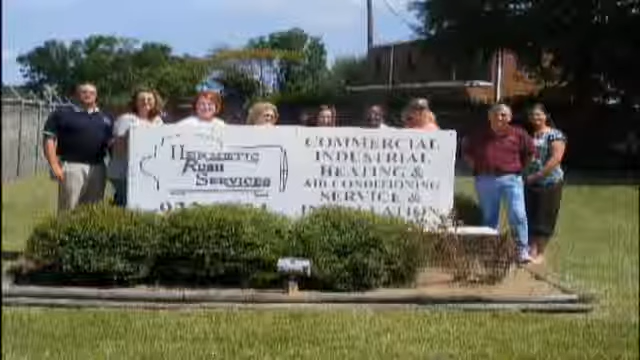 HERMETIC
RUSH
SERVICES
COMMERCIAL
INDUSTRIAL
HEATING &
AIR CONDITIONING
SERVICE &